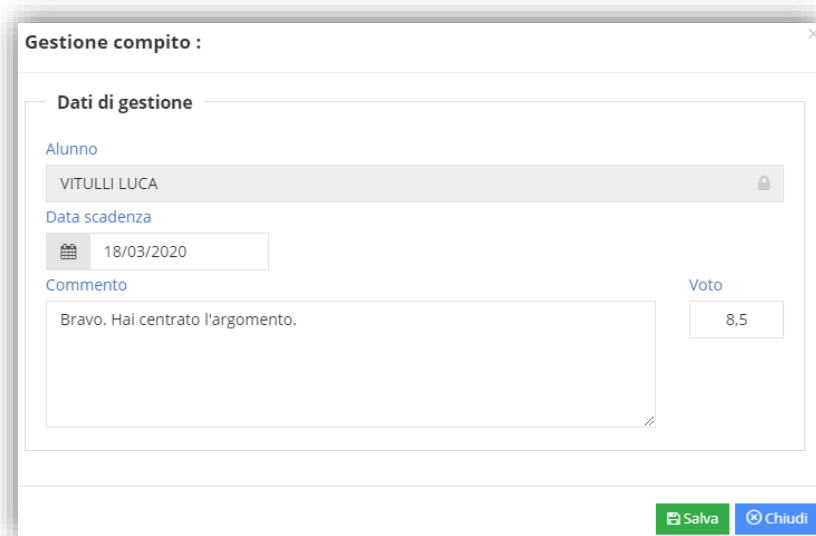 Gestione compito :
Dati di gestione
Alunno
VITULLI LUCA
Data scadenza
18/03/2020
Commento
Voto
Bravo. Hai centrato l'argomento.
8,5
Salva
Chiudi